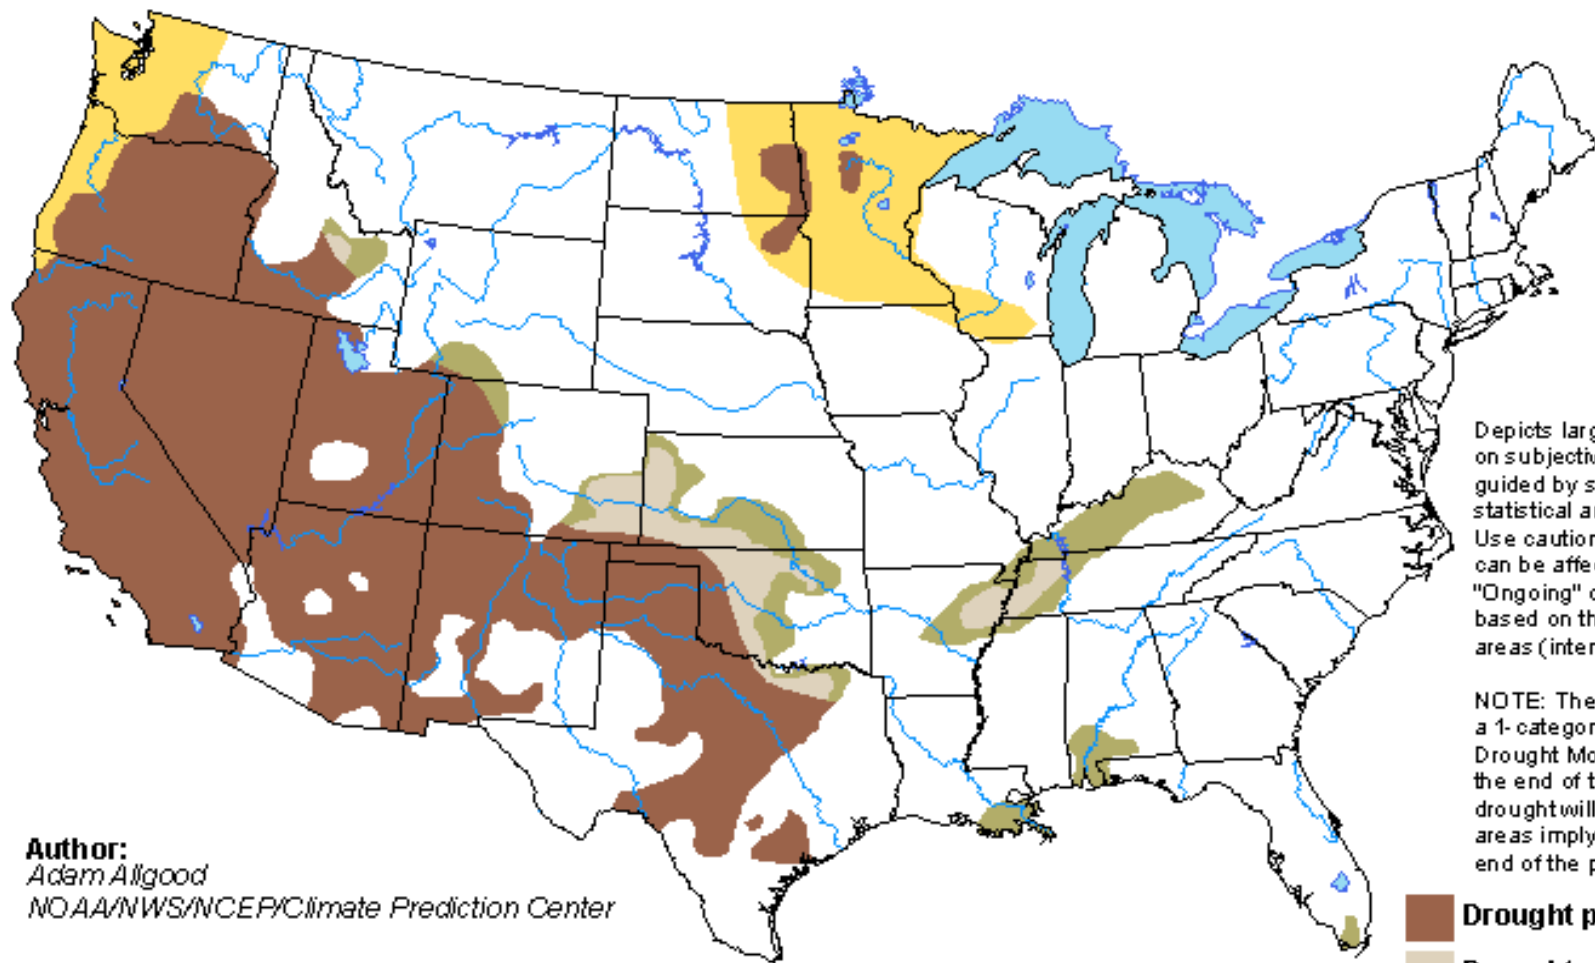 Depicts larg
on subjectiv
guided by s
statistical ar
Use caution
can be affec
"Ongoing" d
based on th
areas (inter
NOTE: The
a 1-categor
Drought Mo
the end of t
drought will
areas imply
end of the p
Author:
Adam Allgood
NOAA/NWS/NCEP/Climate Prediction Center
Drought p